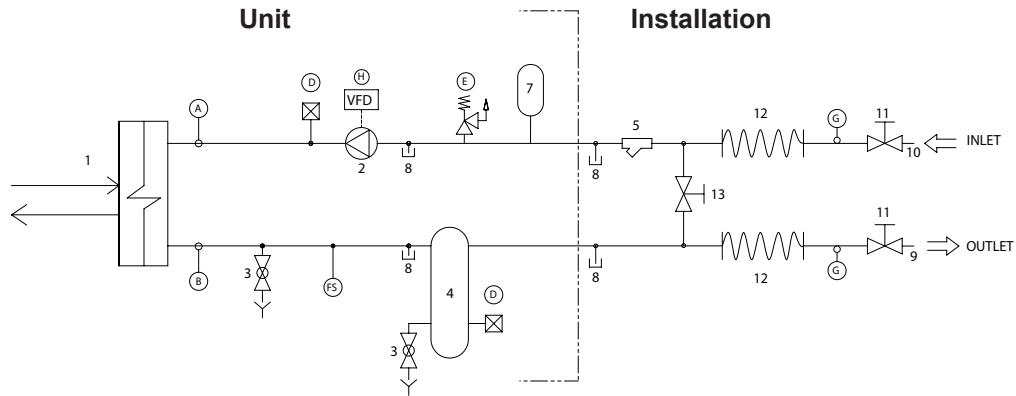 Unit
Installation
D
H
VFD
E
7
A
5
12
G
11
INLET
1
2
8
8
10
13
11
OUTLET
B
3
FS
8
4
D
8
12
G
9
3